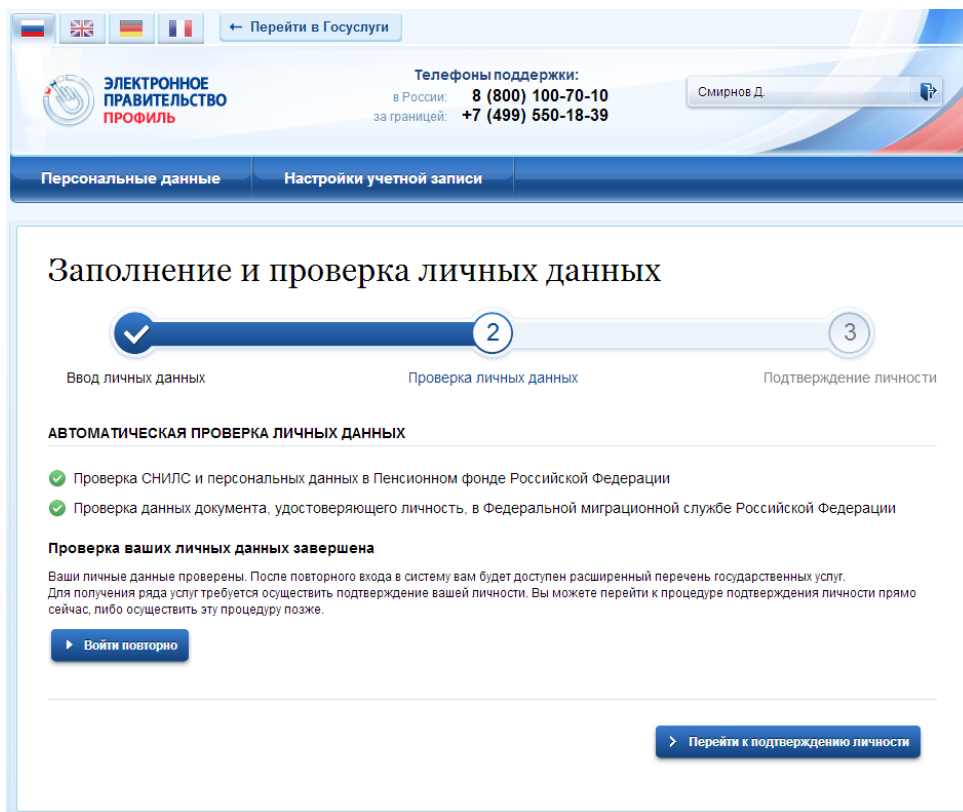 ← Перейти в Госуслуги
ЭЛЕКТРОННОЕ
ПРАВИТЕЛЬСТВО
ПРОФИЛЬ
Телефоны поддержки:
в России: 8 (800) 100-70-10
за границей: +7 (499) 550-18-39
Смирнов Д.
Персональные данные Настройки учетной записи
Заполнение и проверка личных данных
2 3
Ввод личных данных Проверка личных данных Подтверждение личности
АВТОМАТИЧЕСКАЯ ПРОВЕРКА ЛИЧНЫХ ДАННЫХ
Проверка СНИЛС и персональных данных в Пенсионном фонде Российской Федерации
Проверка данных документа, удостоверяющего личность, в Федеральной миграционной службе Российской Федерации
Проверка ваших личных данных завершена
Ваши личные данные проверены. После повторного входа в систему вам будет доступен расширенный перечень государственных услуг.
Для получения ряда услуг требуется осуществить подтверждение вашей личности. Вы можете перейти к процедуре подтверждения личности прямо
сейчас, либо осуществить эту процедуру позже.
Войти повторно
Перейти к подтверждению личности